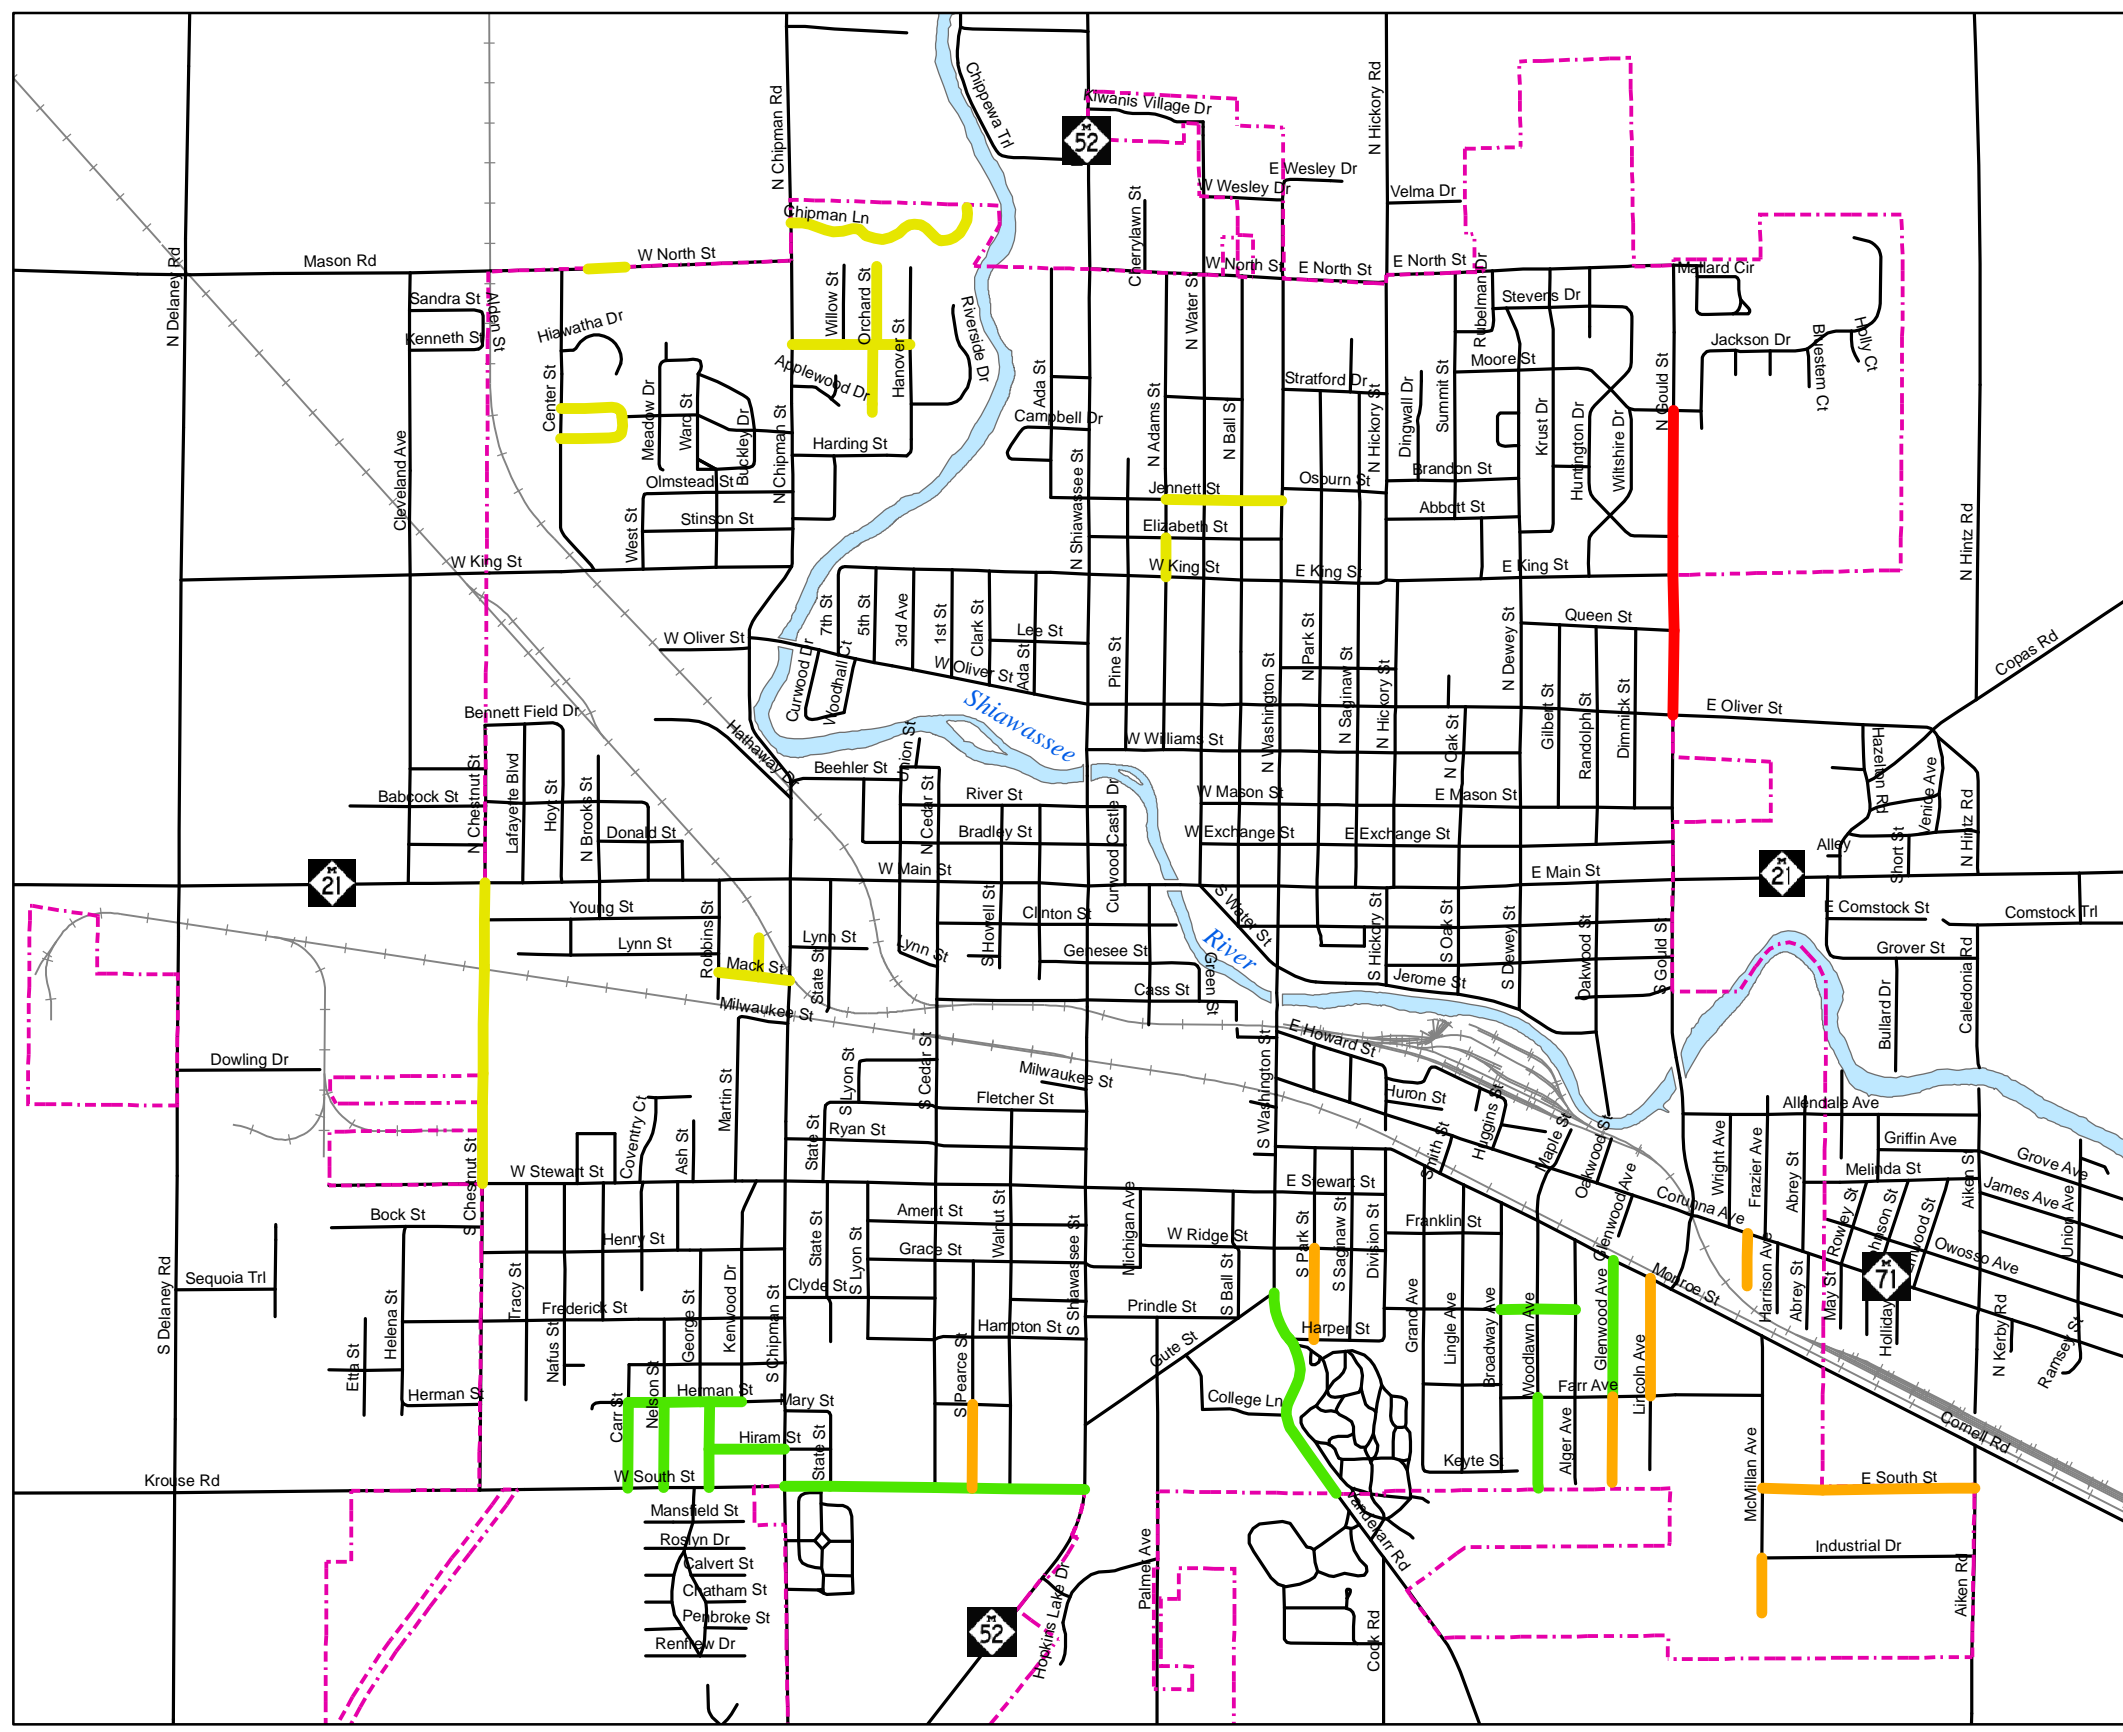 N Chipman Rd
Chippewa Trl
Kiwanis Village Dr
N Hickory Rd
M
52
E Wesley Dr
W Wesley Dr
Velma Dr
Cherrylawn St
Chipman Ln
N Delaney Rd
Mason Rd
W North St
W North St
E North St
E North St
Mallard Cir
Sandra St
Alden St
Kenneth St
Hiawatha Dr
Willow St
Orchard St
Hanover St
Riverside Dr
N Water St
Rubelman Dr
Stevens Dr
Jackson Dr
Bluestem Ct
Holly Ct
Center St
Meadow Dr
Ward St
Buckley Dr
Applewood Dr
N Chipman St
Harding St
Ada St
Campbell Dr
N Adams St
N Ball S
Stratford Dr
N Hickory St
Dingwall Dr
Summit St
Moore St
Krust Dr
Huntington Dr
Wiltshire Dr
N Gould St
Cleveland Ave
Olmstead St
Stinson St
West St
N Shiawassee St
Jennett St
Elizabeth St
Osburn St
Brandon St
Abbott St
N Hintz Rd
W King St
W King St
E King St
E King St
7th St
5th St
3rd Ave
1st St
Clark St
Lee St
Ada St
Pine St
N Park St
N Dewey St
Queen St
W Oliver St
W Oliver St
Curwood Dr
Woodhall Ct
Shiawassee
N Washington St
N Saginaw St
N Hickory St
N Oak St
Gilbert St
Randolph St
Dimmick St
E Oliver St
Copas Rd
Bennett Field Dr
Hathaway Dr
Union St
W Williams St
Hazelton Rd
Venice Ave
N Chestnut St
Lafayette Blvd
Hoyt St
N Brooks St
Beehler St
N Cedar St
River St
Curwood Castle Dr
W Mason St
E Mason St
Babcock St
Donald St
Bradley St
W Exchange St
E Exchange St
Alley
Short St
N Hintz Rd
M
21
W Main St
E Main St
M
21
Young St
Robbins St
Lynn St
Lynn St
Lynn St
Mack St
State St
S Howell St
Clinton St
Genesee St
Cass St
S Water St
River
Green St
S Hickory St
S Oak St
S Dewey St
Oakwood St
S Gould St
Jerome St
E Comstock St
Comstock Trl
Grover St
Bullard Dr
Caledonia Rd
Milwaukee St
Dowling Dr
Martin St
S Lyon St
S Cedar St
Milwaukee St
Fletcher St
S Washington St
E Howard St
Huron St
Huggins St
Smith St
Maple St
Oakwood St
Allendale Ave
Coventry Ct
Ash St
State St
Ryan St
Wright Ave
Frazier Ave
Abrey St
Griffin Ave
Melinda St
Aiken St
Grove Ave
James Ave
Union Ave
Owosso Ave
S Chestnut St
W Stewart St
E Stewart St
Glenwood Ave
Corunna Ave
Bock St
Henry St
State St
S Lyon St
Ament St
Grace St
Walnut St
S Shiawassee St
Michigan Ave
W Ridge St
S Ball St
S Park St
S Saginaw St
Division St
Franklin St
Monroe St
Harrison Ave
Abrey St
May St
Rowey St
M
71
Holliday
N Kerby Rd
Ramsey St
S Delaney Rd
Sequoia Trl
Etta St
Helena St
Tracy St
Nafus St
Frederick St
George St
Kenwood Dr
S Chipman St
Clyde St
Prindle St
Hampton St
Harper St
Gute St
Grand Ave
Lingle Ave
Broadway Ave
Woodlawn Ave
Glenwood Ave
Lincoln Ave
Herman St
Herman St
Carr St
Nelson St
Mary St
Hiram St
State St
S Pearce St
College Ln
Farr Ave
Alger Ave
Keyte St
McMillan Ave
Cornell Rd
Krouse Rd
W South St
E South St
Mansfield St
Roslyn Dr
Calvert St
Chatham St
Penbroke St
Renfrew Dr
M
52
Hopkins Lake Dr
Palmer Ave
Vandekarr Rd
Cook Rd
Industrial Dr
Aiken Rd